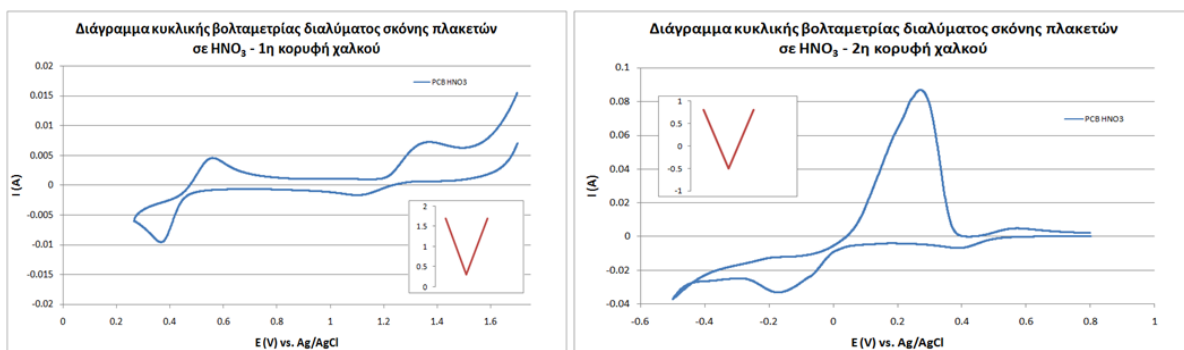 Διάγραμμα κυκλικής βολταμετρίας διαλύματος σκόνης πλακετών
σε HNO3 - 1η κορυφή χαλκού
0.02
0.015
0.01
0.005
0
-0.005
-0.01
-0.015
-0.02
I (A)
PCB HNO3
2
1.5
1
0.5
0
0 0.2 0.4 0.6 0.8 1 1.2 1.4 1.6
E (V) vs. Ag/AgCl
Διάγραμμα κυκλικής βολταμετρίας διαλύματος σκόνης πλακετών
σε HNO3 - 2η κορυφή χαλκού
0.1
0.08
0.06
0.04
0.02
0
-0.02
-0.04
I (A)
1
0.5
0
-0.5
-1
PCB HNO3
-0.6 -0.4 -0.2 0 0.2 0.4 0.6 0.8 1
E (V) vs. Ag/AgCl